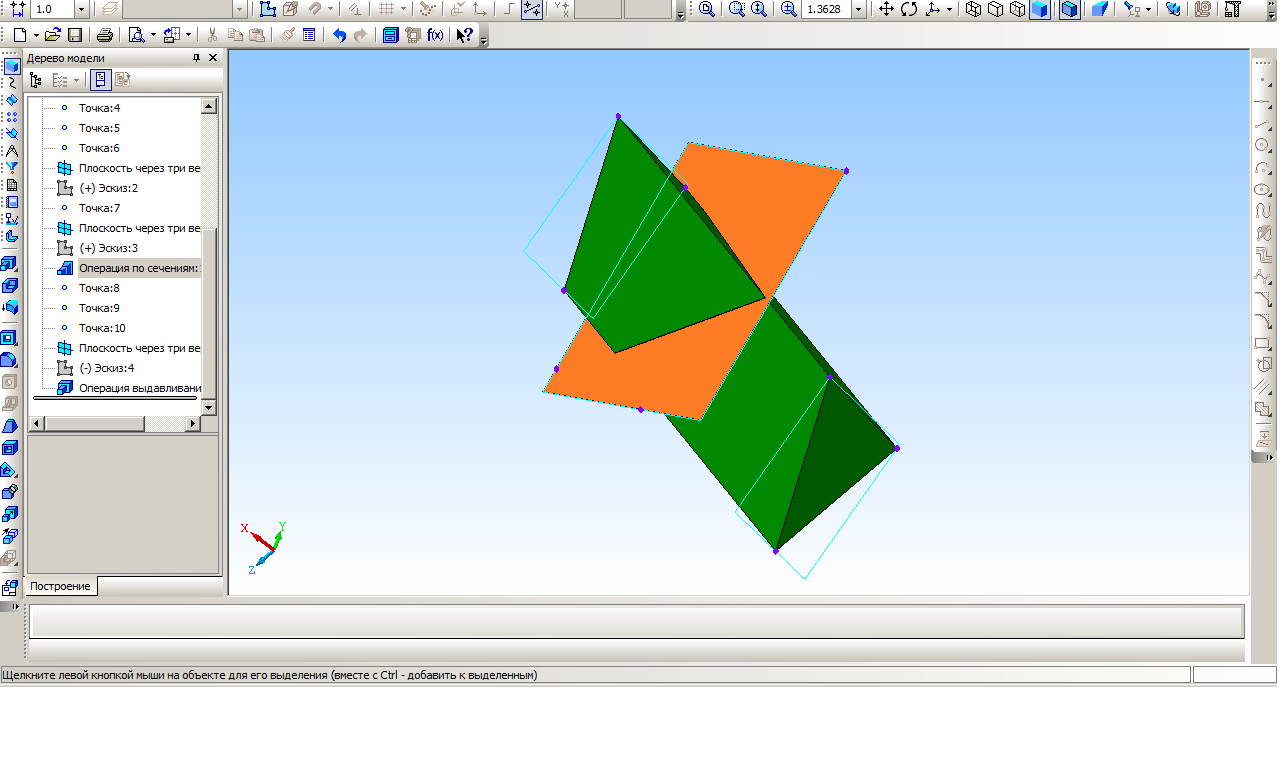 1.0
1.3628
f(x)
Дерево модели
Точка:4
Точка:5
Точка:6
Плоскость через три ве
(+) Эскиз:2
Точка:7
Плоскость через три ве
(+) Эскиз:3
Операция по сечениям:
Точка:8
Точка:9
Точка:10
Плоскость через три ве
(-) Эскиз:4
Операция выдавливани
X
Y
Z
Построение
Щелкните левой кнопкой мыши на объекте для его выделения (вместе с Ctrl - добавить к выделенным)